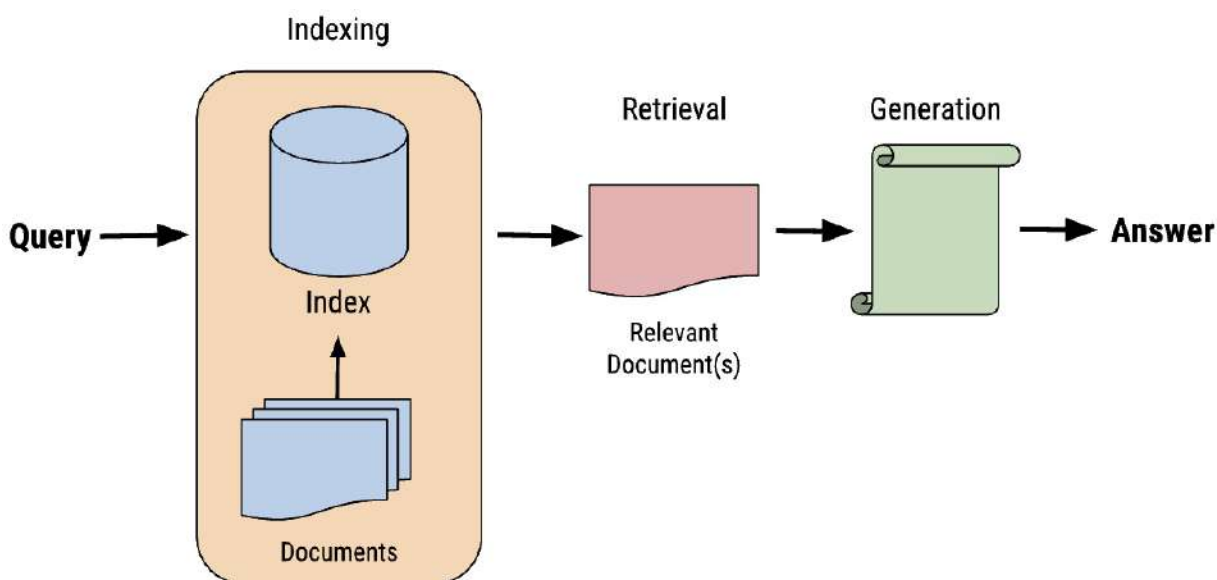 Indexing
Retrieval
Generation
Query
Answer
Index
Relevant
Document(s)
Documents